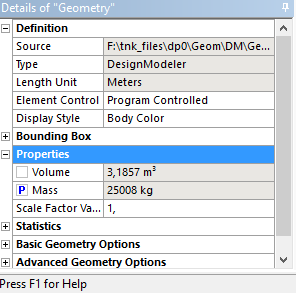 Details of "Geometry"
Definition
Source F:\tnk_files\dp0\Geom\DM\Ge...
Type DesignModeler
Length Unit Meters
Element Control Program Controlled
Display Style Body Color
Bounding Box
Properties
Volume 3,1857 m³
P Mass 25008 kg
Scale Factor Va... 1,
Statistics
Basic Geometry Options
Advanced Geometry Options
Press F1 for Help